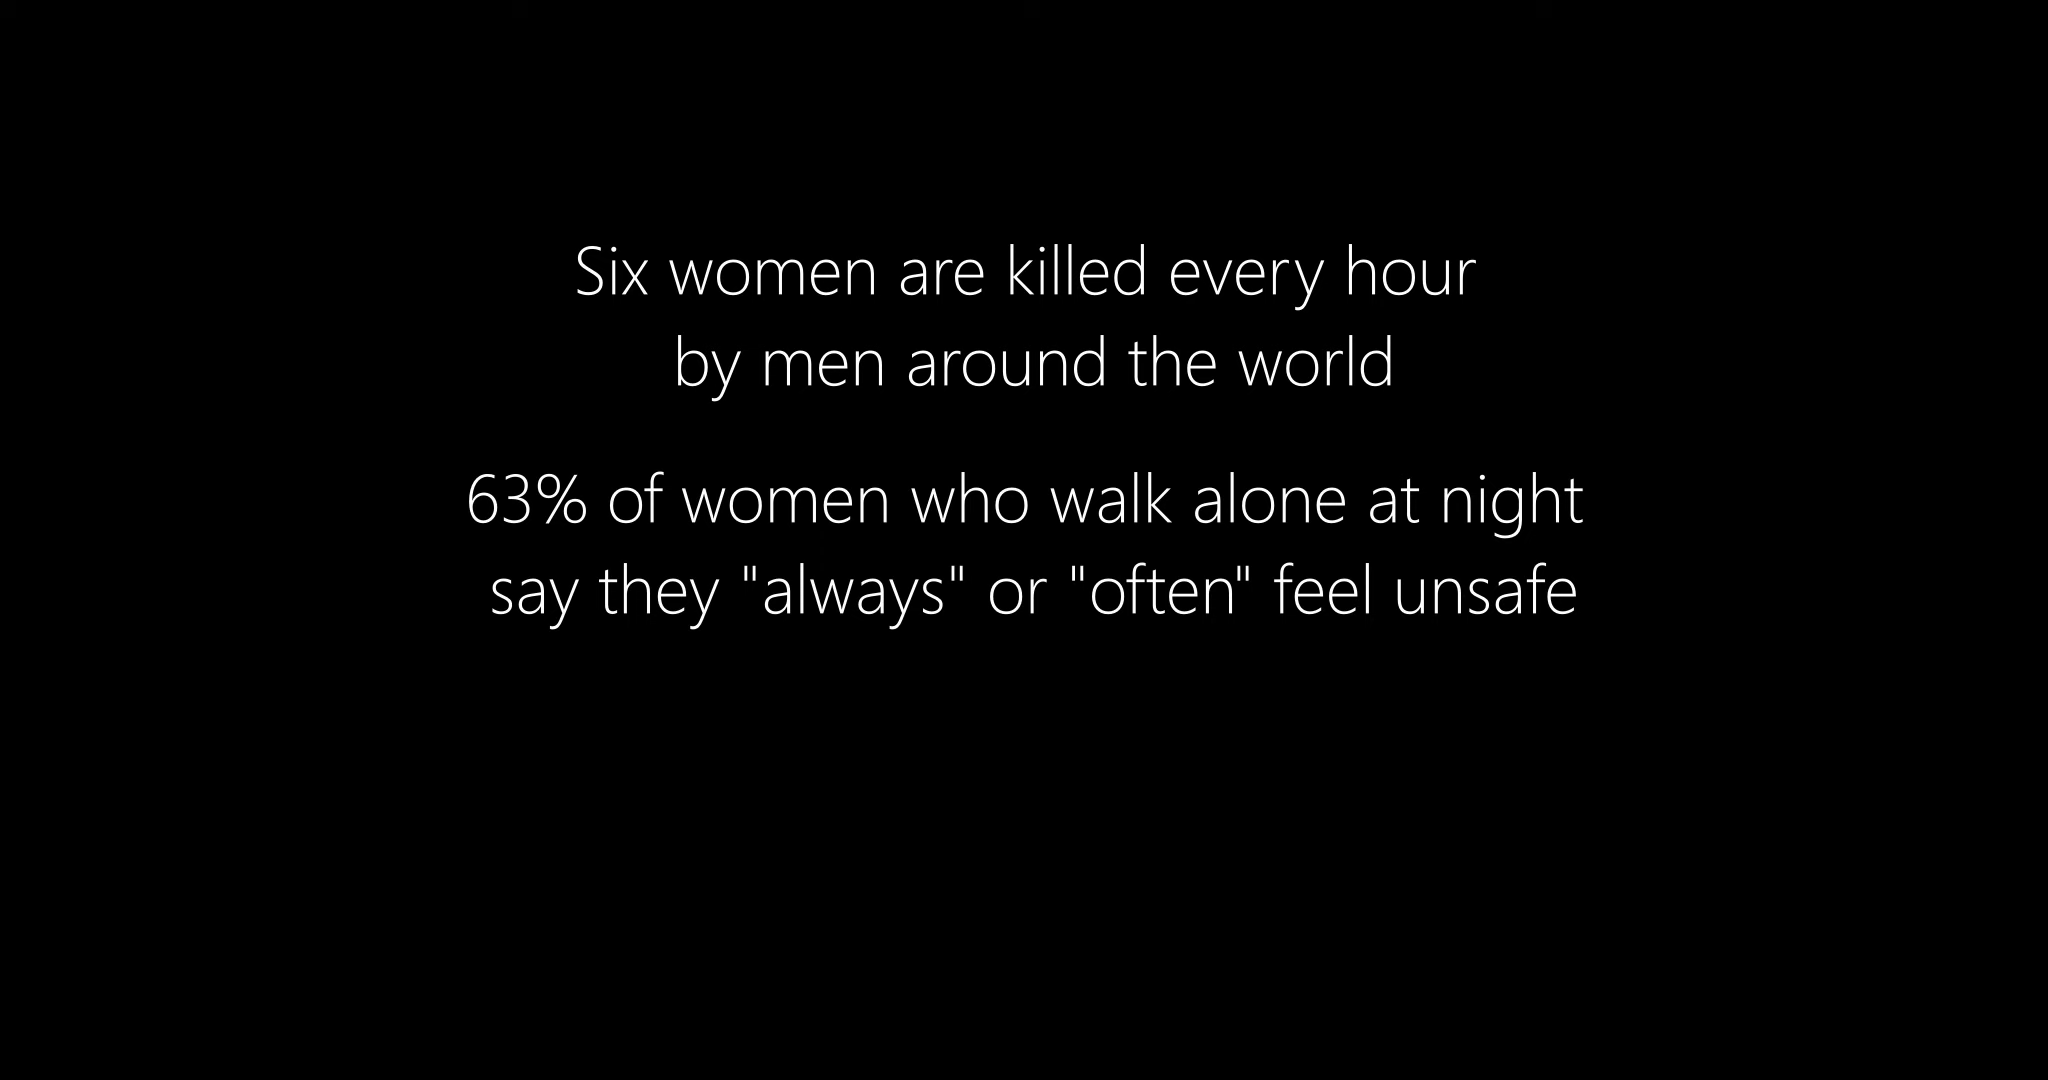 Six women are killed every hour
by men around the world
63% of women who walk alone at night
say they "always" or "often" feel unsafe